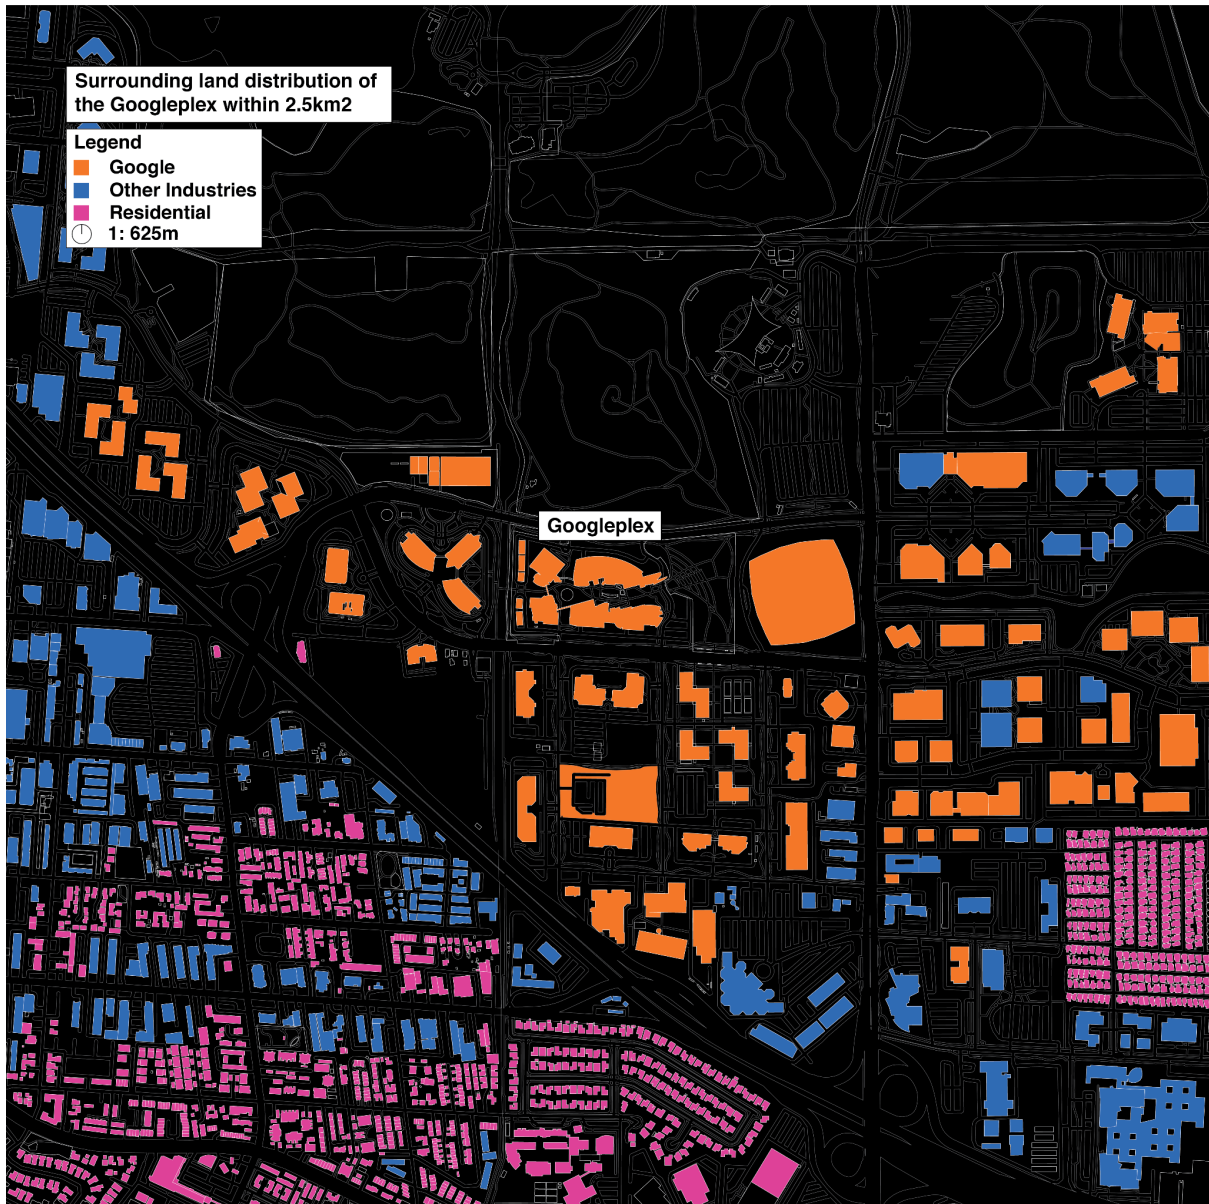 Surrounding land distribution of
the Googleplex within 2.5km2
Legend
Google
Other Industries
Residential
1: 625m
Googleplex